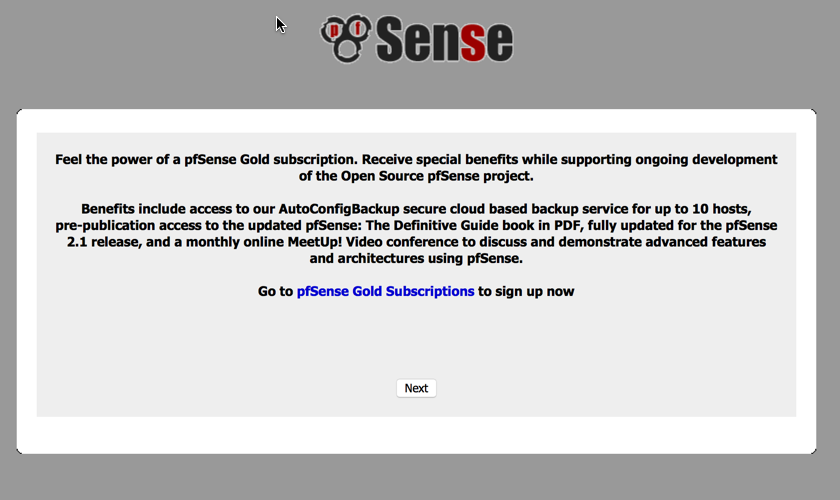 pf Sense
Feel the power of a pfSense Gold subscription. Receive special benefits while supporting ongoing development
of the Open Source pfSense project.
Benefits include access to our AutoConfigBackup secure cloud based backup service for up to 10 hosts,
pre-publication access to the updated pfSense: The Definitive Guide book in PDF, fully updated for the pfSense
2.1 release, and a monthly online MeetUp! Video conference to discuss and demonstrate advanced features
and architectures using pfSense.
Go to pfSense Gold Subscriptions to sign up now
Next